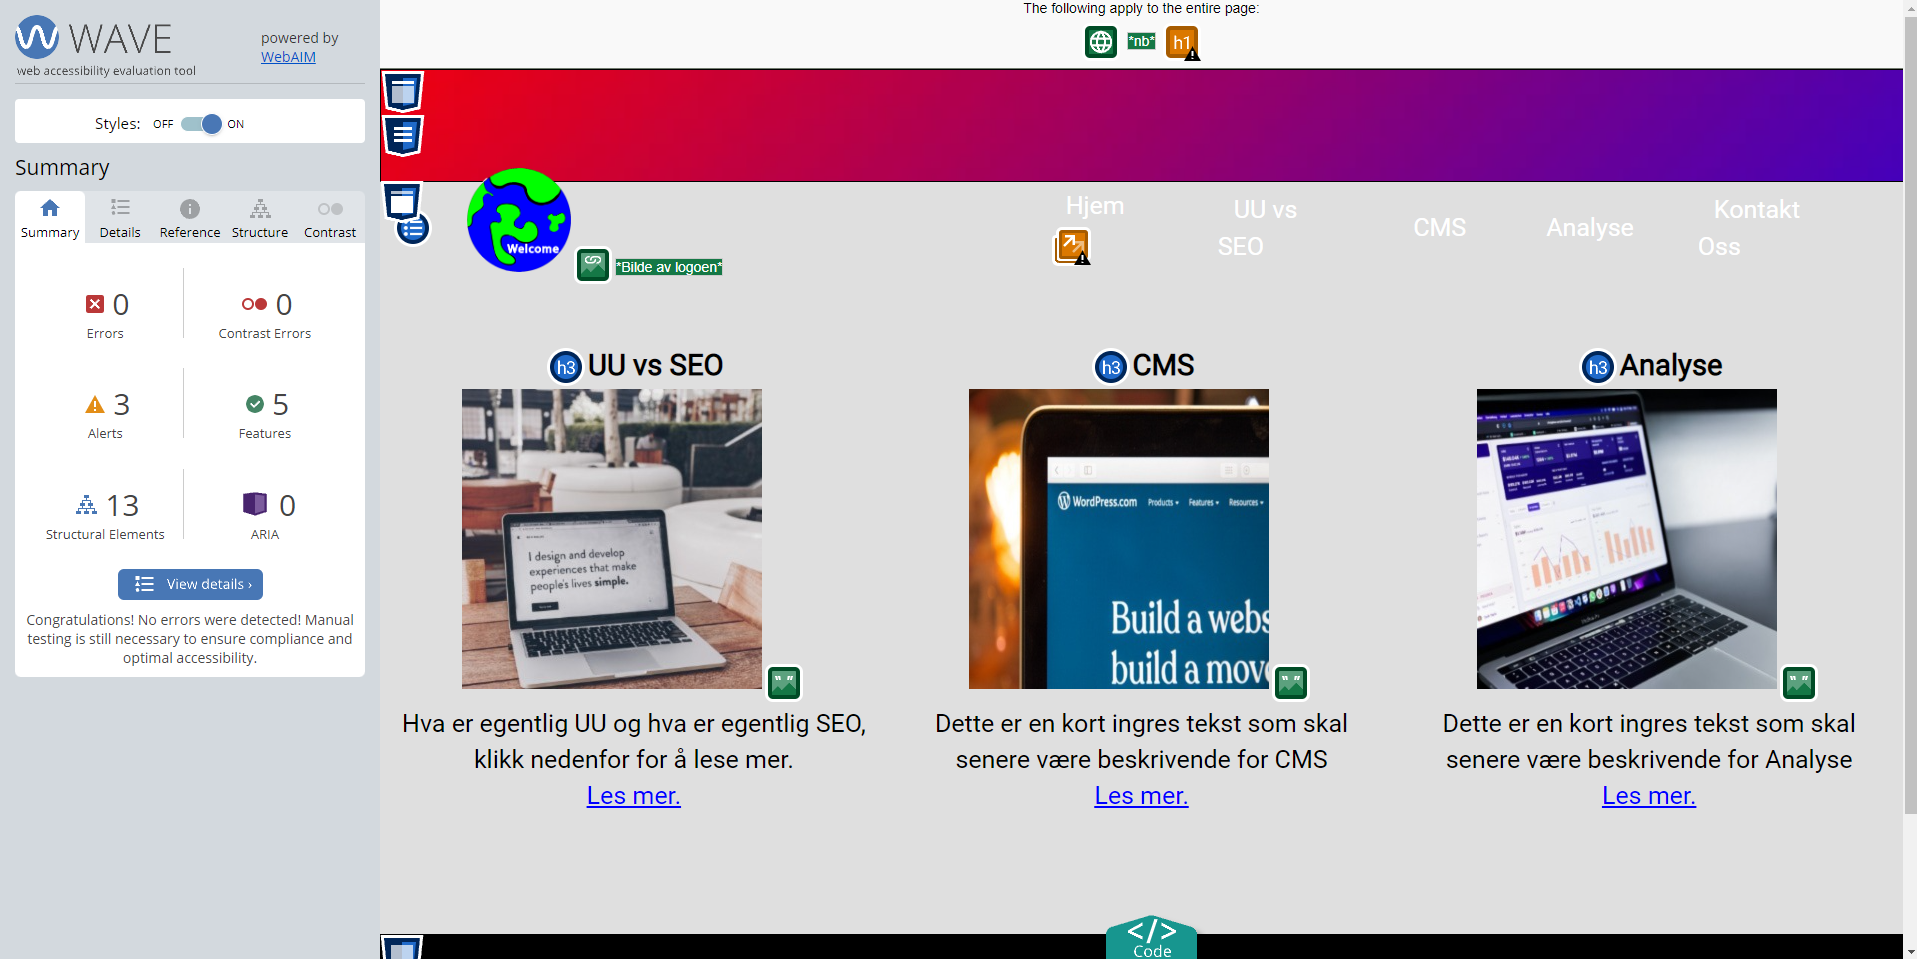 WAVE
web accessibility evaluation tool
powered by
WebAIM
Styles: OFF ON
Summary
Summary Details Reference Structure Contrast
0
Errors
0
Contrast Errors
3
Alerts
5
Features
13
Structural Elements
0
ARIA
View details ›
Congratulations! No errors were detected! Manual
testing is still necessary to ensure compliance and
optimal accessibility.
The following apply to the entire page:
*nb* h1
Welcome
*Bilde av logoen*
Hjem
UU vs
SEO
CMS
Analyse
Kontakt
Oss
h3 UU vs SEO
I design and develop
experiences that make
people's lives simple.
Hva er egentlig UU og hva er egentlig SEO,
klikk nedenfor for å lese mer.
Les mer.
h3 CMS
WordPress.com Products Features Resources
Build a webs
build a move
Dette er en kort ingres tekst som skal
senere være beskrivende for CMS
Les mer.
h3 Analyse
Dette er en kort ingres tekst som skal
senere være beskrivende for Analyse
Les mer.
</> Code